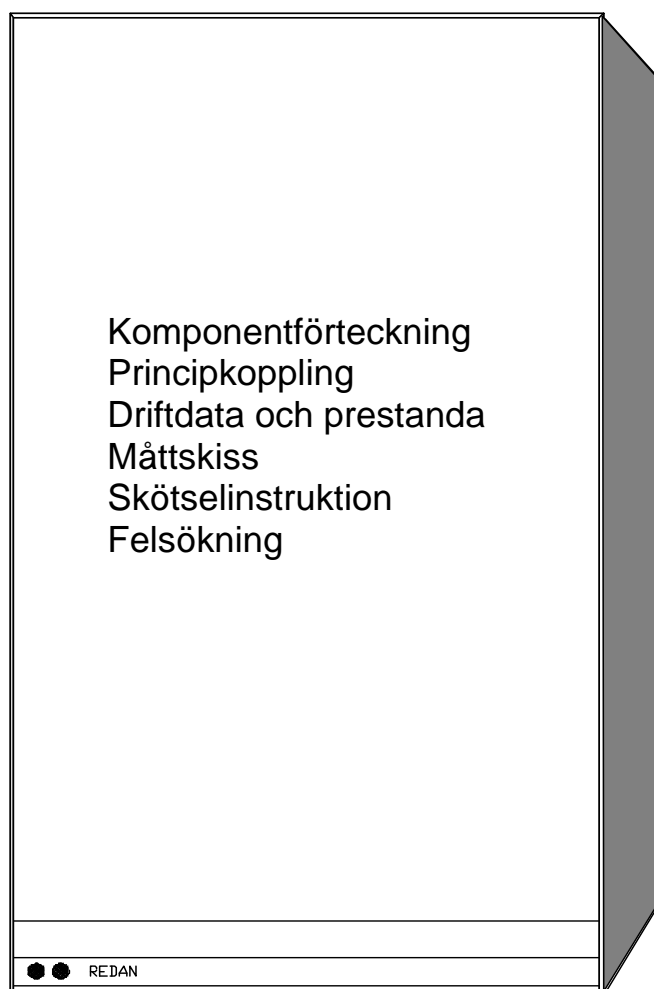 Komponentförteckning
Principkoppling
Driftdata och prestanda
Måttskiss
Skötselinstruktion
Felsökning
REDAN